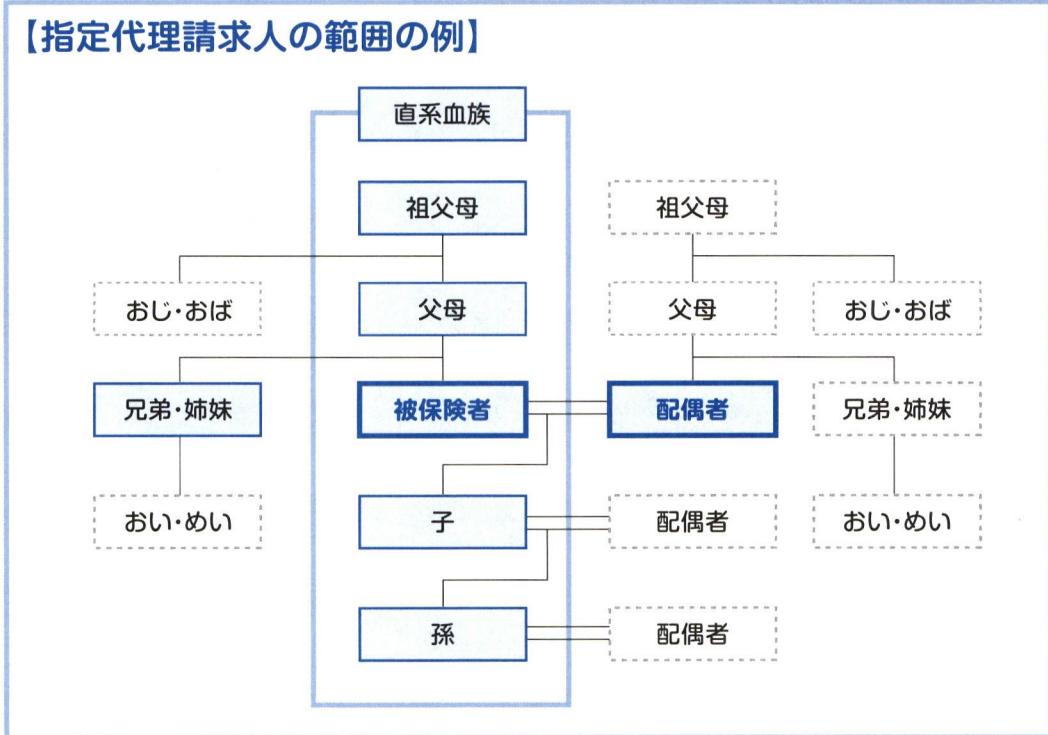 【指定代理請求人の範囲の例】
直系血族
祖父母
祖父母
おじ・おば
父母
父母
おじ・おば
兄弟・姉妹
被保険者
配偶者
兄弟・姉妹
おい・めい
子
配偶者
おい・めい
孫
配偶者